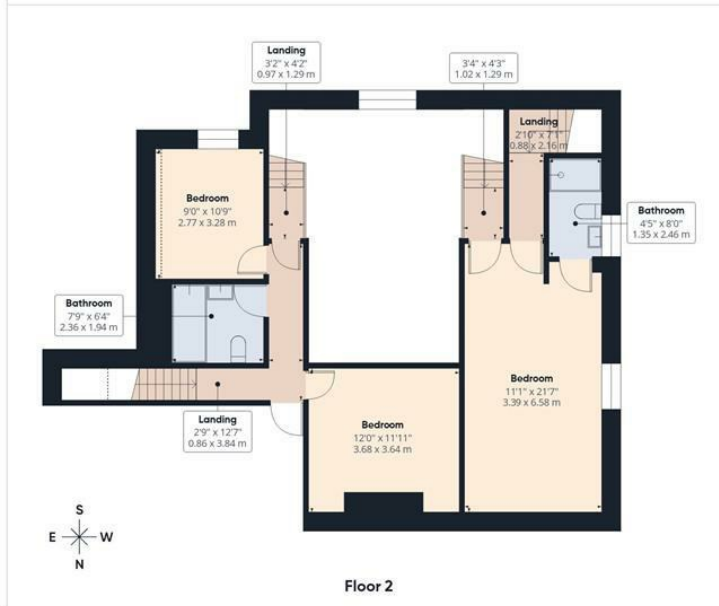 Landing
3'2" x 4'2"
0.97 x 1.29 m
3'4" x 4'3"
1.02 x 1.29 m
Landing
2'10" x 7'1"
0.88 x 2.16 m
Bedroom
9'0" x 10'9"
2.77 x 3.28 m
Bathroom
4'5" x 8'0"
1.35 x 2.46 m
Bathroom
7'9" x 6'4"
2.36 x 1.94 m
Bedroom
11'1" x 21'7"
3.39 x 6.58 m
Landing
2'9" x 12'7"
0.86 x 3.84 m
Bedroom
12'0" x 11'11"
3.68 x 3.64 m
S
E W
N
Floor 2